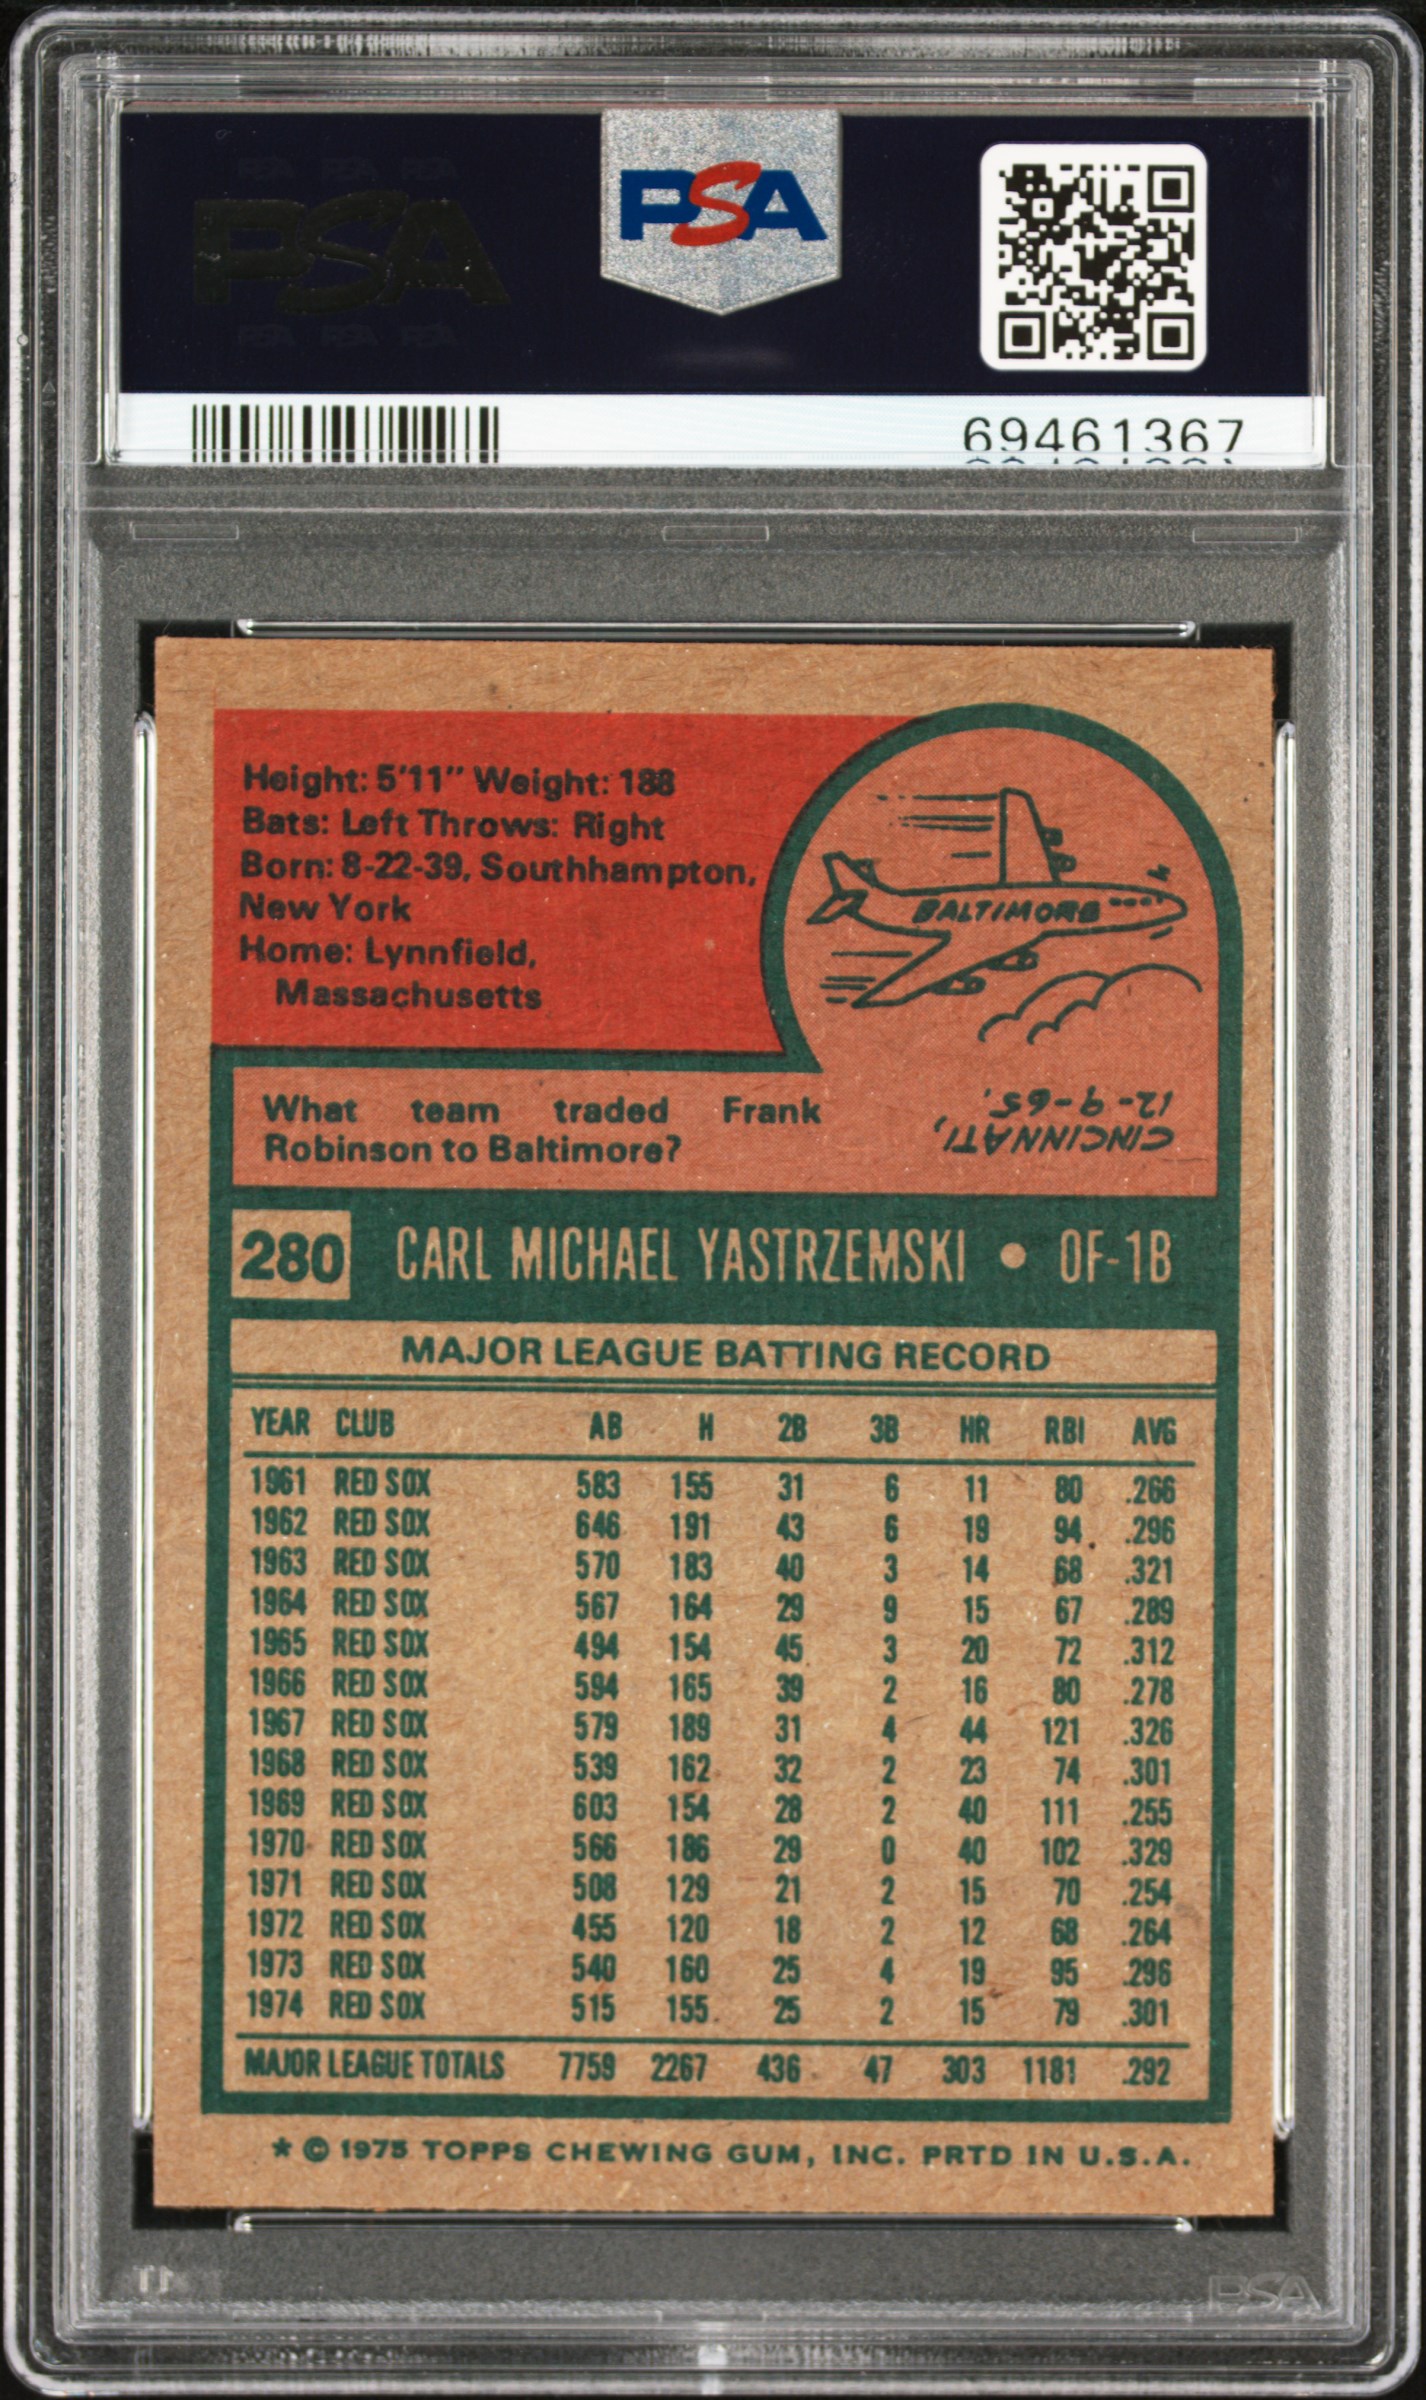 PSA PSA PSA
PSA
PSA PSA PSA
PSA
69461367
Height: 5'11" Weight: 188
Bats: Left Throws: Right
Born: 8-22-39, Southhampton,
New York
Home: Lynnfield,
Massachusetts
BALTIMORE
What team traded Frank
Robinson to Baltimore?
CINCINNATI,
12-9-65.
280 CARL MICHAEL YASTRZEMSKI • OF-1B
MAJOR LEAGUE BATTING RECORD
YEAR CLUB AB H 2B 3B HR RBI AVG
1961 RED SOX 583 155 31 6 11 80 .266
1962 RED SOX 646 191 43 6 19 94 .296
1963 RED SOX 570 183 40 3 14 68 .321
1964 RED SOX 567 164 29 9 15 67 .289
1965 RED SOX 494 154 45 3 20 72 .312
1966 RED SOX 594 165 39 2 16 80 .278
1967 RED SOX 579 189 31 4 44 121 .326
1968 RED SOX 539 162 32 2 23 74 .301
1969 RED SOX 603 154 28 2 40 111 .255
1970 RED SOX 566 186 29 0 40 102 .329
1971 RED SOX 508 129 21 2 15 70 .254
1972 RED SOX 455 120 18 2 12 68 .264
1973 RED SOX 540 160 25 4 19 95 .296
1974 RED SOX 515 155 25 2 15 79 .301
MAJOR LEAGUE TOTALS 7759 2267 436 47 303 1181 .292
* © 1975 TOPPS CHEWING GUM, INC. PRTD IN U.S.A.
PSA